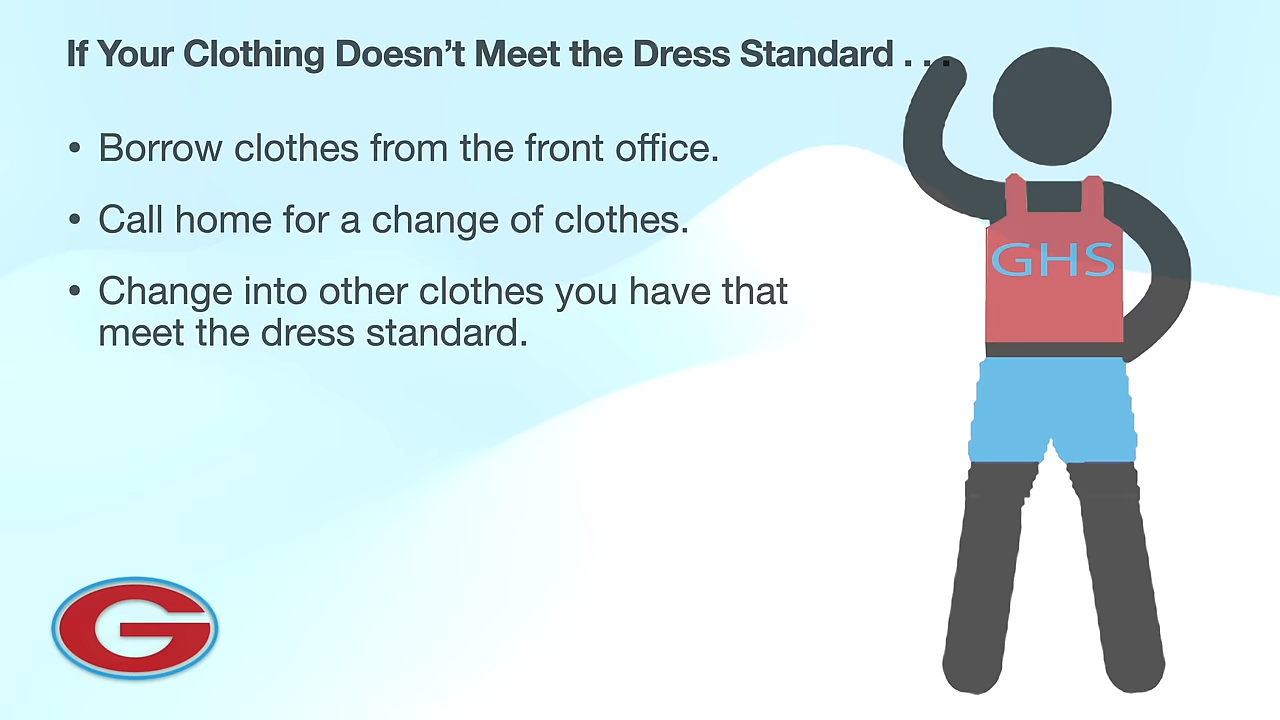 If Your Clothing Doesn’t Meet the Dress Standard . . .
• Borrow clothes from the front office.
• Call home for a change of clothes.
• Change into other clothes you have that
meet the dress standard.
GHS
G